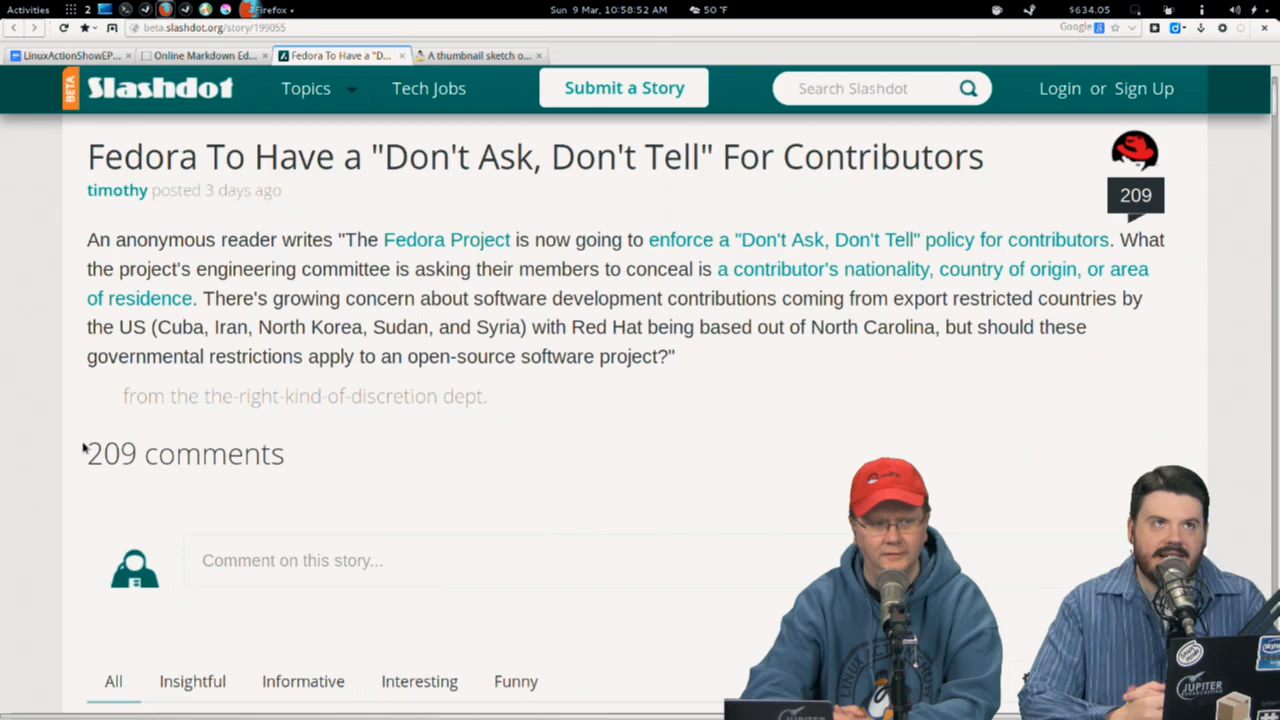 Activities 2 Firefox Sun 9 Mar, 10:58:52 AM 50 °F $634.05
beta.slashdot.org/story/199055 Google
LinuxActionShowEP... × Online Markdown Ed... × Fedora To Have a "D... × A thumbnail sketch o... ×
BETA Slashdot Topics Tech Jobs Submit a Story Search Slashdot Login or Sign Up
Fedora To Have a "Don't Ask, Don't Tell" For Contributors
timothy posted 3 days ago
209
An anonymous reader writes "The Fedora Project is now going to enforce a "Don't Ask, Don't Tell" policy for contributors. What
the project's engineering committee is asking their members to conceal is a contributor's nationality, country of origin, or area
of residence. There's growing concern about software development contributions coming from export restricted countries by
the US (Cuba, Iran, North Korea, Sudan, and Syria) with Red Hat being based out of North Carolina, but should these
governmental restrictions apply to an open-source software project?"
from the the-right-kind-of-discretion dept.
209 comments
Comment on this story...
All Insightful Informative Interesting Funny
LINUX ACTION SHOW
JUPITER